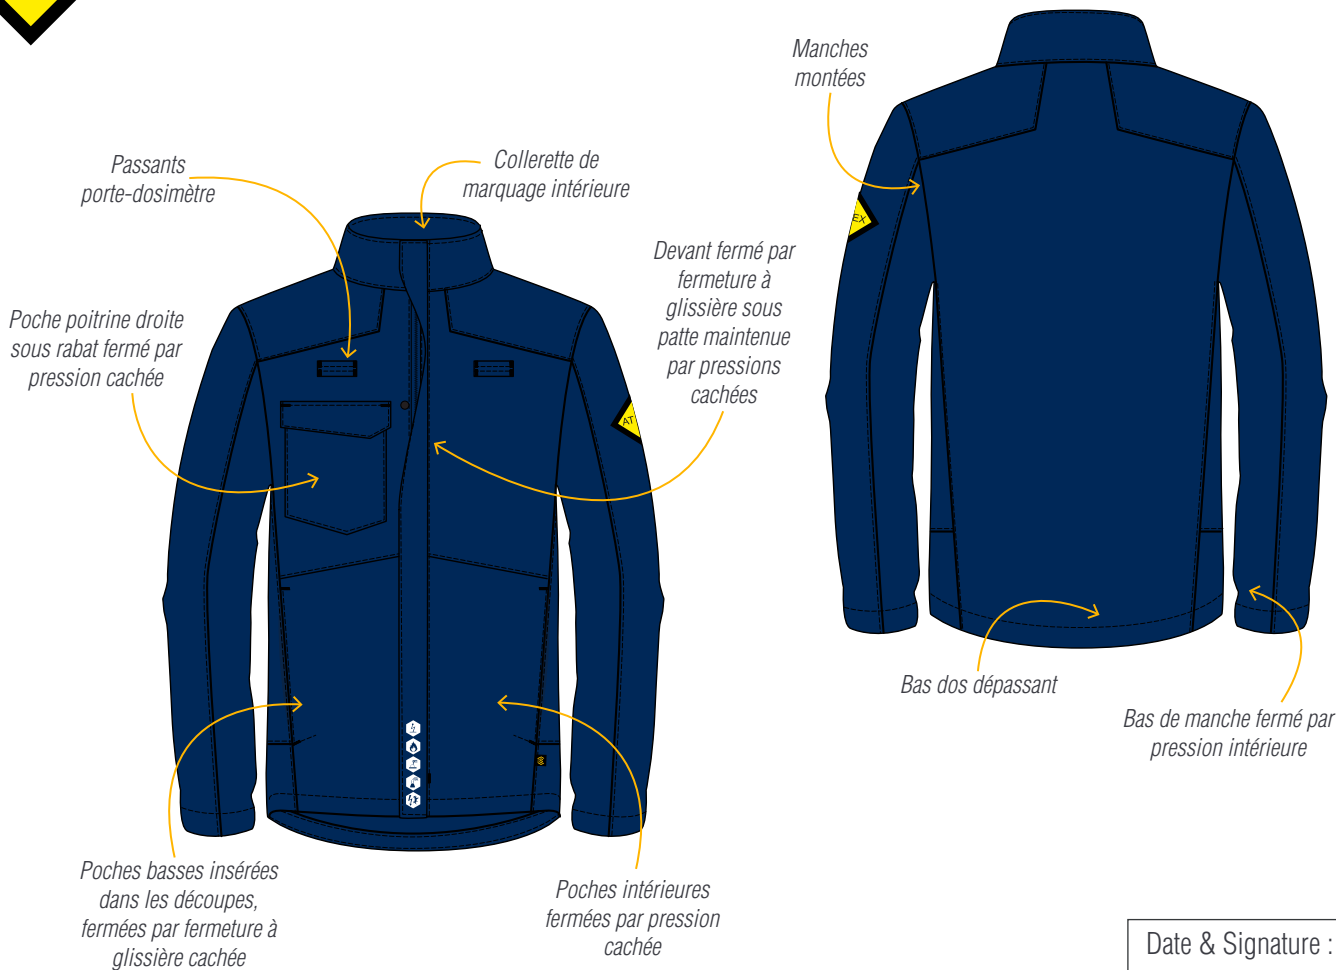 Manches
montées
Passants
porte-dosimètre
Collerette de
marquage intérieure
Devant fermé par
fermeture à
glissière sous
patte maintenue
par pressions
cachées
Poche poitrine droite
sous rabat fermé par
pression cachée
AT
EX
Bas dos dépassant
Bas de manche fermé par
pression intérieure
Poches basses insérées
dans les découpes,
fermées par fermeture à
glissière cachée
Poches intérieures
fermées par pression
cachée
Date & Signature :